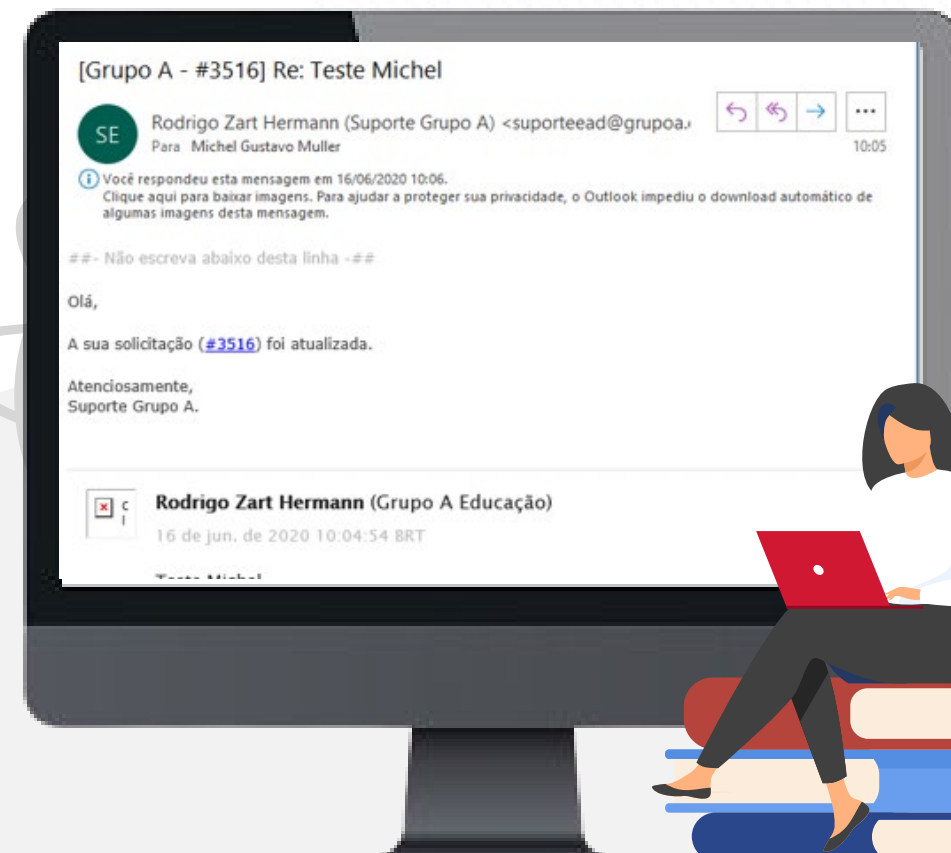 [Grupo A - #3516] Re: Teste Michel
SE
Rodrigo Zart Hermann (Suporte Grupo A) <suporteead@grupoa.
Para Michel Gustavo Muller
10:05
Você respondeu esta mensagem em 16/06/2020 10:06.
Clique aqui para baixar imagens. Para ajudar a proteger sua privacidade, o Outlook impediu o download automático de
algumas imagens desta mensagem.
##- Não escreva abaixo desta linha -##
Olá,
A sua solicitação (#3516) foi atualizada.
Atenciosamente,
Suporte Grupo A.
Rodrigo Zart Hermann (Grupo A Educação)
16 de jun. de 2020 10:04:54 BRT
Teste Michel